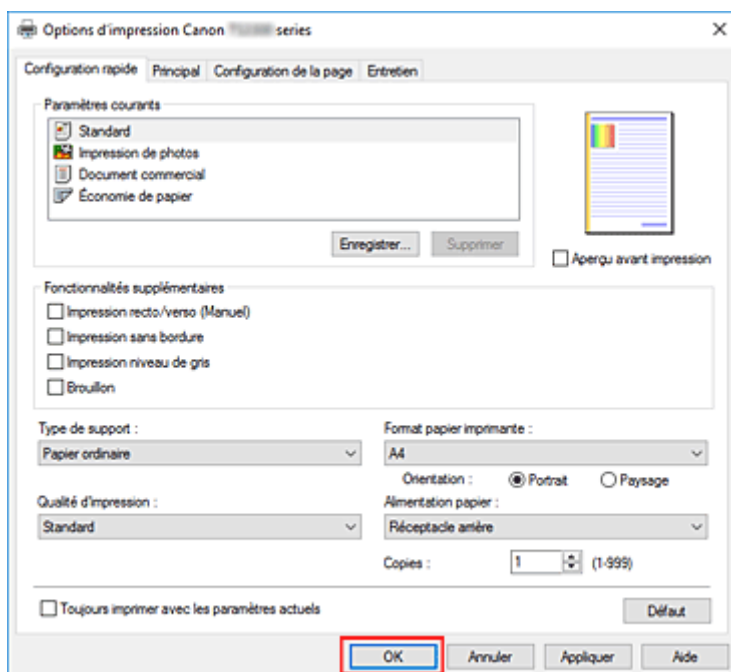 Options d'impression Canon series
Configuration rapide Principal Configuration de la page Entretien
Paramètres courants
Standard
Impression de photos
Document commercial
Économie de papier
Enregistrer... Supprimer
Aperçu avant impression
Fonctionnalités supplémentaires
Impression recto/verso (Manuel)
Impression sans bordure
Impression niveau de gris
Brouillon
Type de support :
Papier ordinaire
Format papier imprimante :
A4
Orientation : Portrait Paysage
Qualité d'impression :
Standard
Alimentation papier :
Réceptacle arrière
Copies : 1 (1-999)
Toujours imprimer avec les paramètres actuels
Défaut
OK Annuler Appliquer Aide